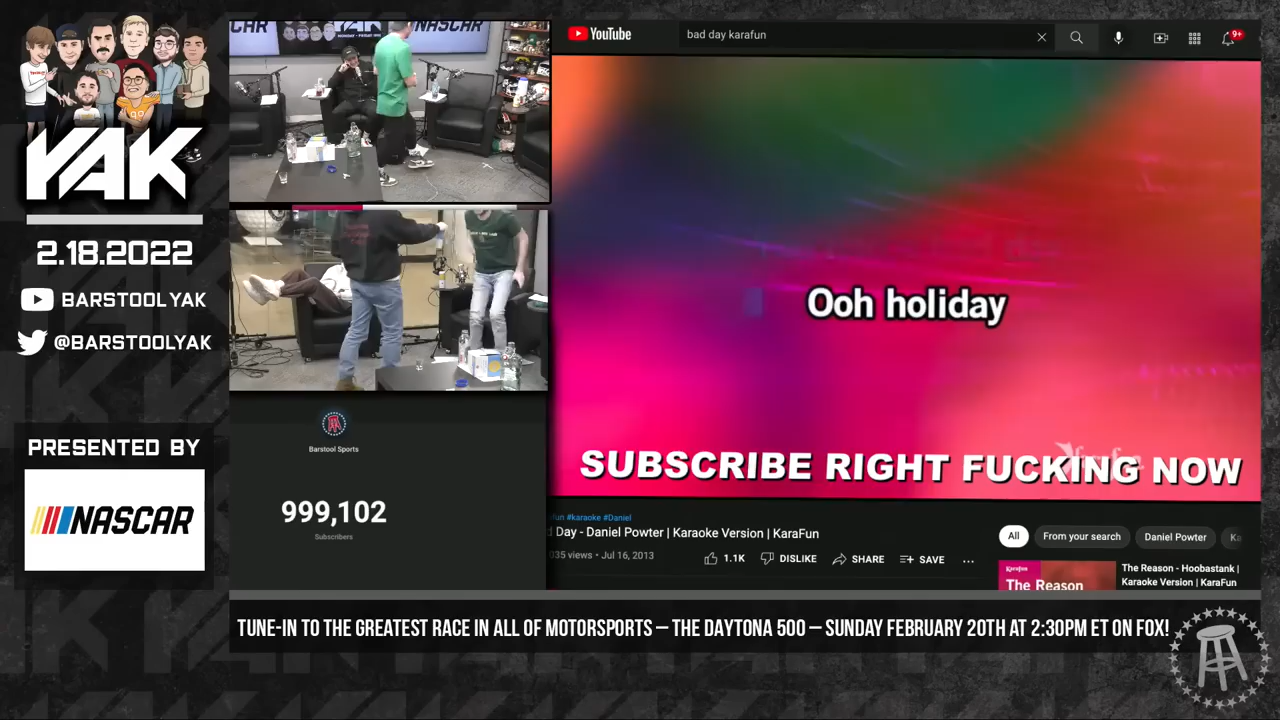 YAK
2.18.2022
BARSTOOL YAK
@BARSTOOLYAK
PRESENTED BY
NASCAR
Barstool Sports
999,102
Subscribers
YouTube
bad day karafun
9+
Ooh holiday
SUBSCRIBE RIGHT FUCKING NOW
#karaoke #Daniel
Day - Daniel Powter | Karaoke Version | KaraFun
035 views • Jul 16, 2013
1.1K
DISLIKE
SHARE
SAVE
All
From your search
Daniel Powter
The Reason
The Reason - Hoobastank |
Karaoke Version | KaraFun
TUNE-IN TO THE GREATEST RACE IN ALL OF MOTORSPORTS – THE DAYTONA 500 – SUNDAY FEBRUARY 20TH AT 2:30PM ET ON FOX!